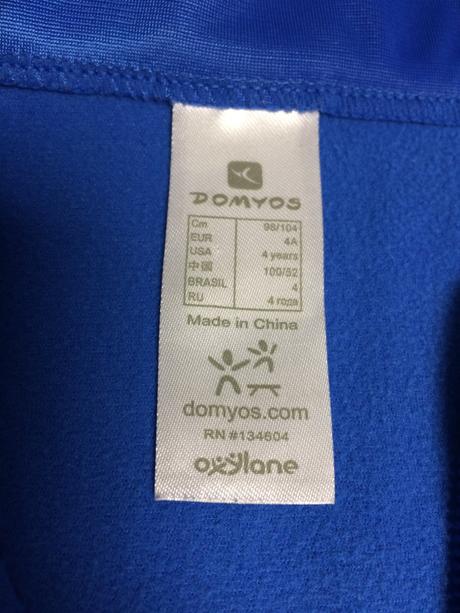 DOMYOS
Cm 98/104
EUR 4A
USA 4 years
中國 100/52
BRASIL 4
RU 4 года
Made in China
domyos.com
RN #134604
oxylane